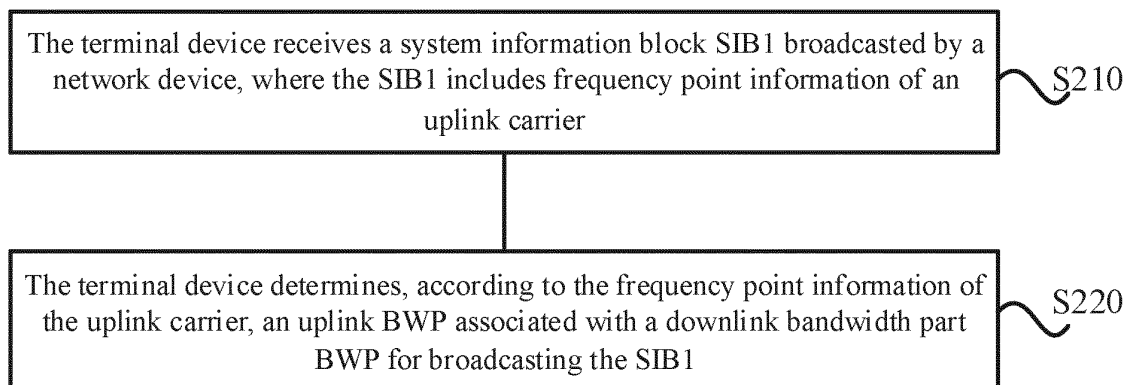 The terminal device receives a system information block SIB1 broadcasted by a
network device, where the SIB1 includes frequency point information of an
uplink carrier
S210
The terminal device determines, according to the frequency point information of
the uplink carrier, an uplink BWP associated with a downlink bandwidth part
BWP for broadcasting the SIB1
S220